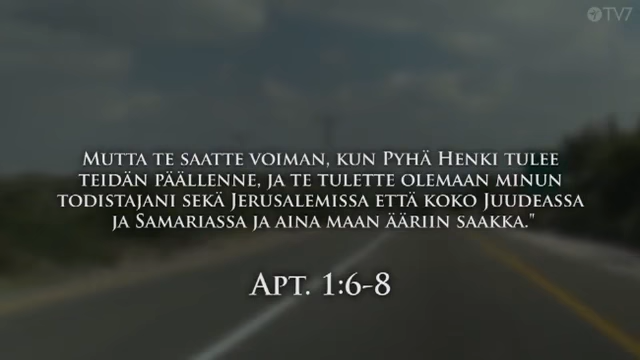 TV7
Mutta te saatte voiman, kun Pyhä Henki tulee
teidän päällenne, ja te tulette olemaan minun
todistajani sekä Jerusalemissa että koko Juudeassa
ja Samariassa ja aina maan ääriin saakka."
Apt. 1:6-8